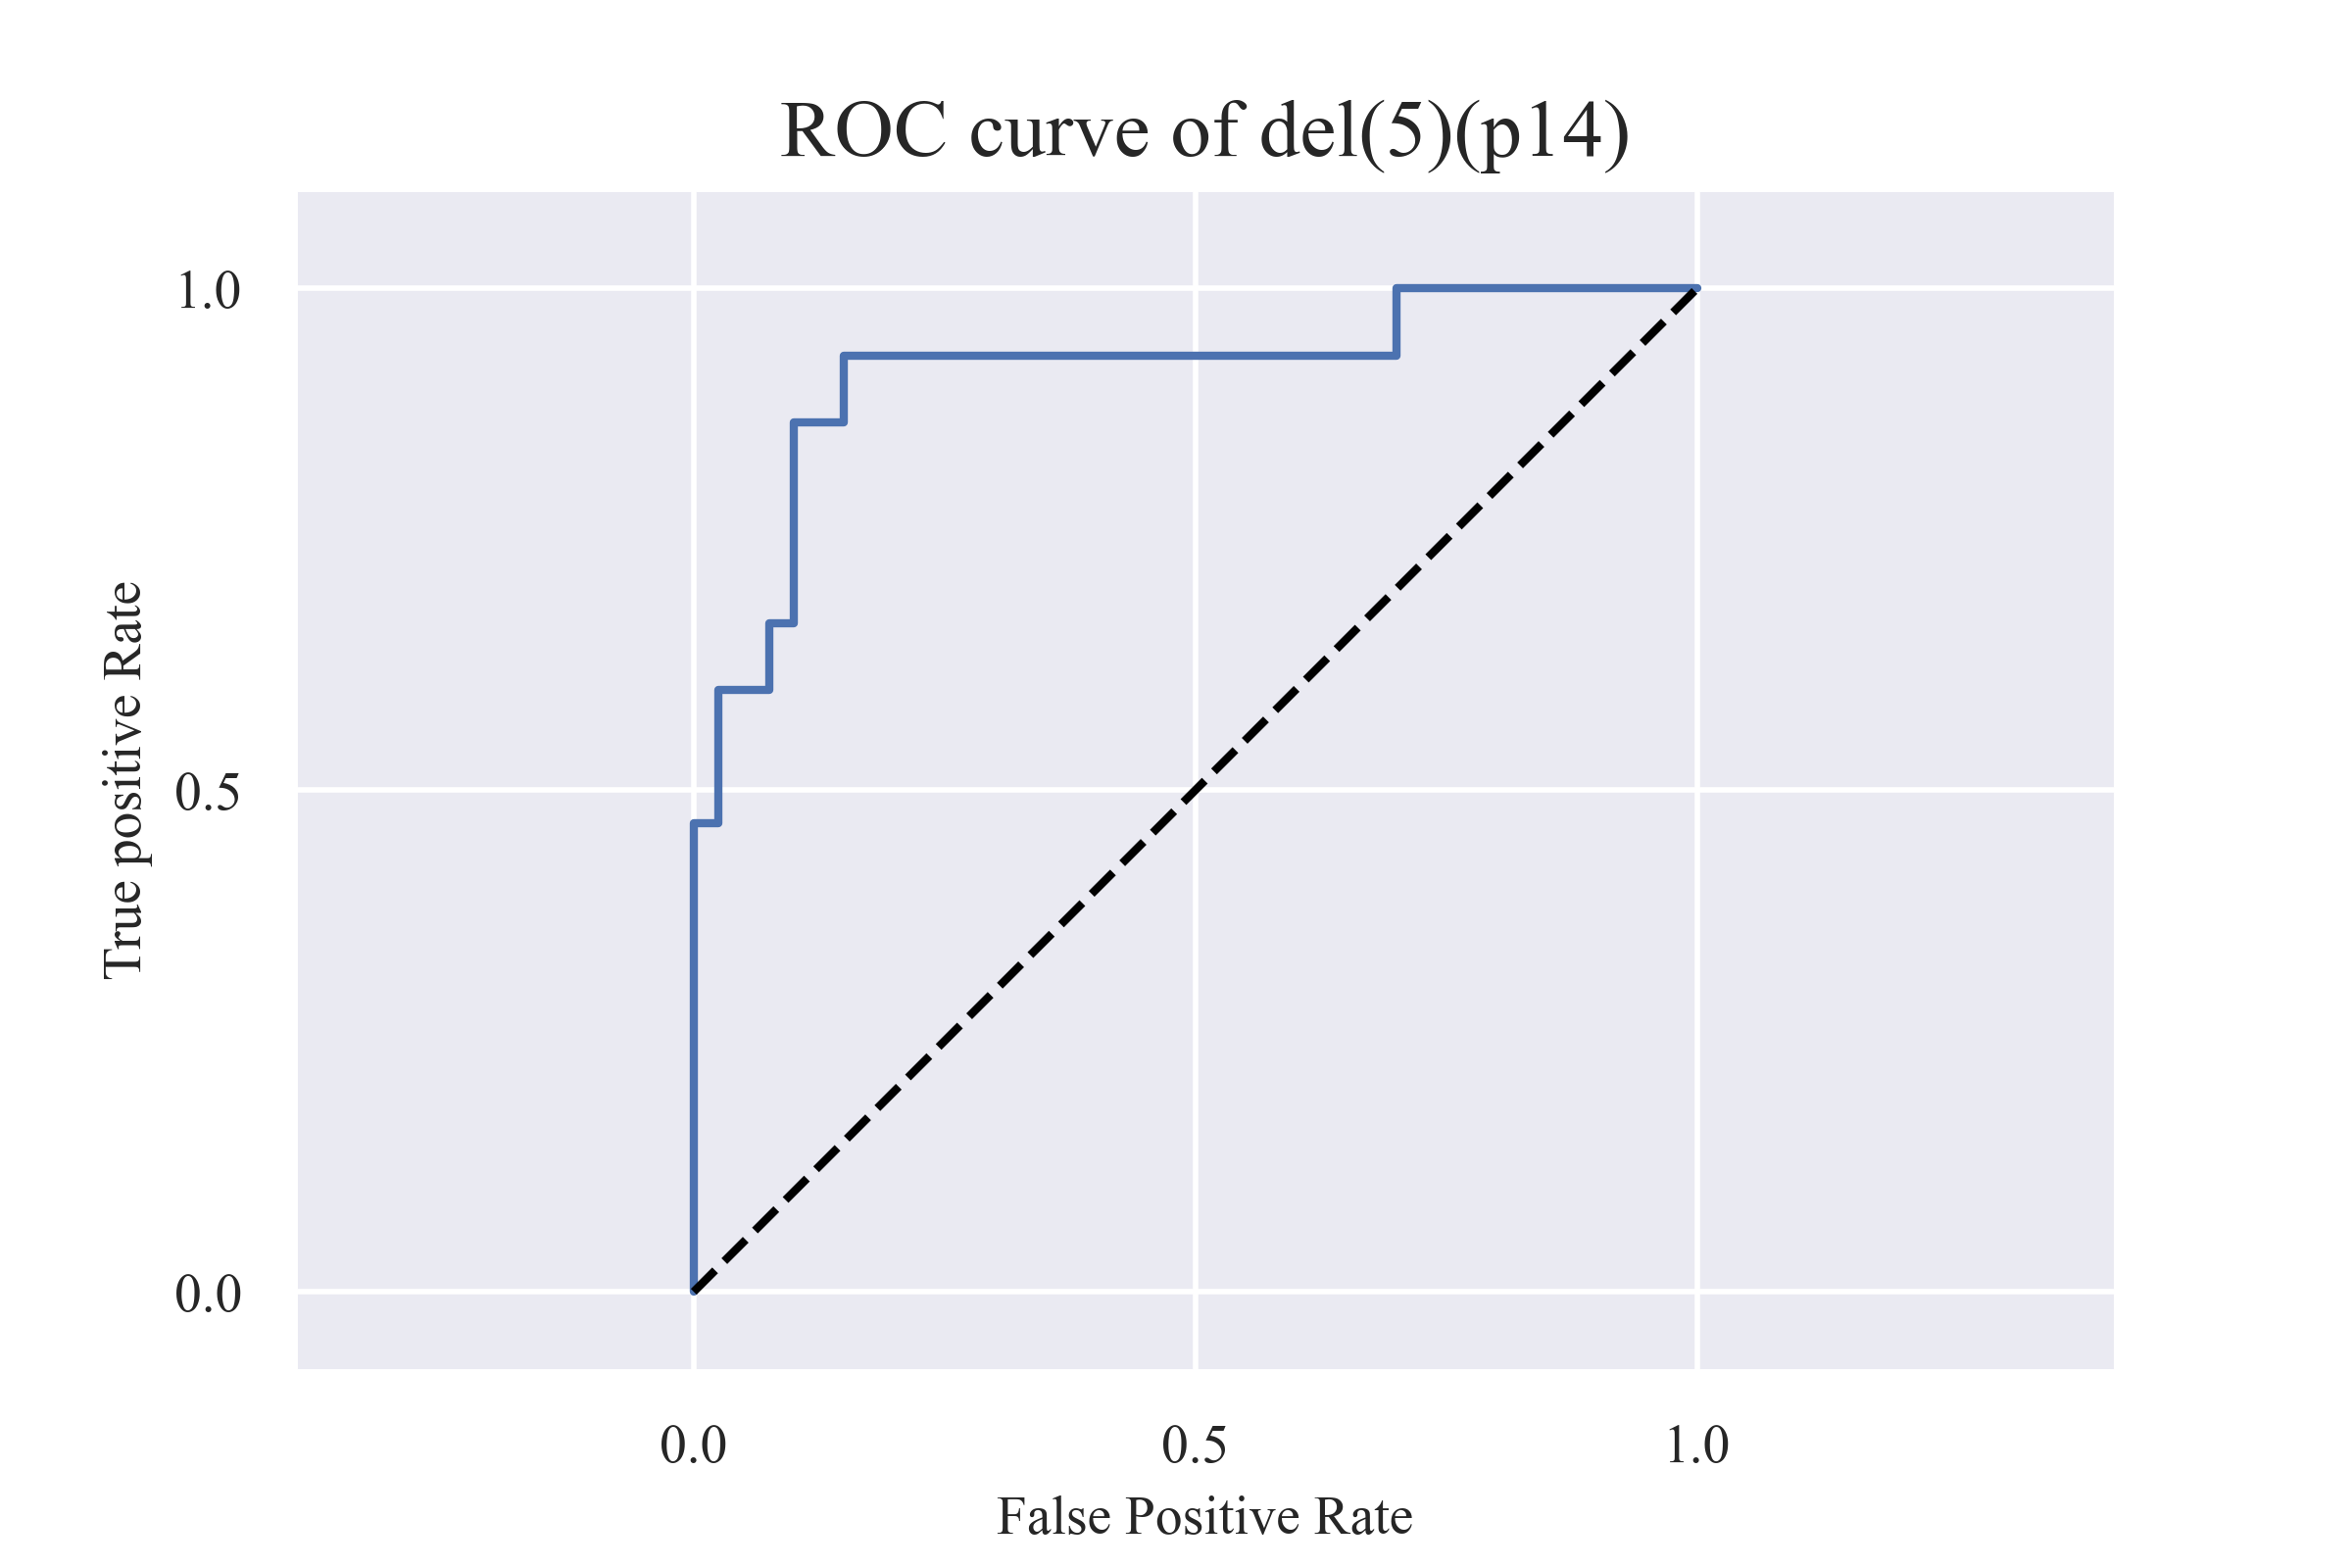 ROC curve of del(5)(p14)
1.0
0.5
0.0
True positive Rate
0.0 0.5 1.0
False Positive Rate